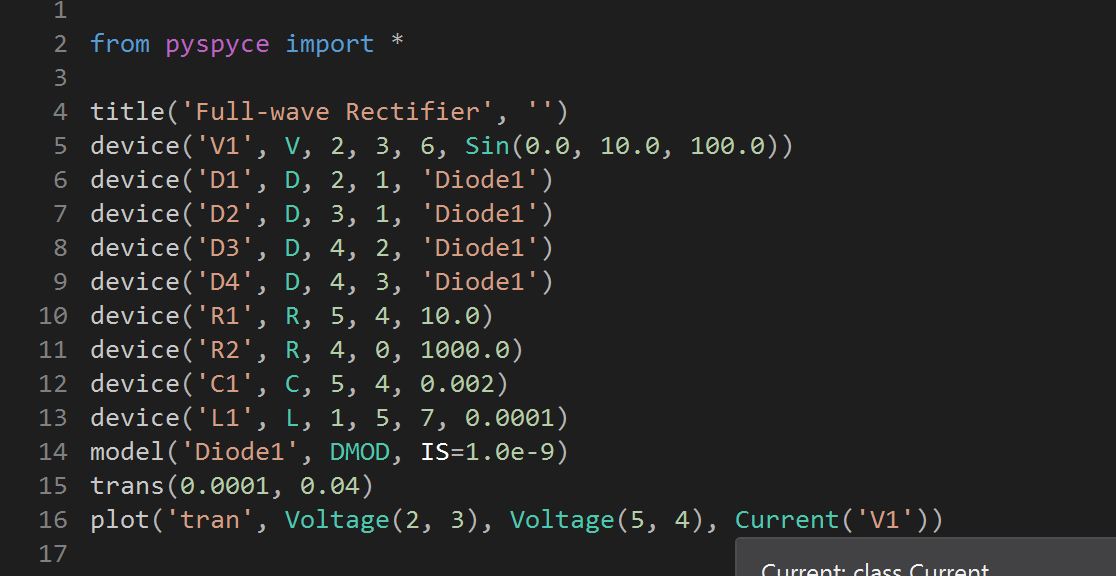 1
2 from pyspyce import *
3
4 title('Full-wave Rectifier', '')
5 device('V1', V, 2, 3, 6, Sin(0.0, 10.0, 100.0))
6 device('D1', D, 2, 1, 'Diode1')
7 device('D2', D, 3, 1, 'Diode1')
8 device('D3', D, 4, 2, 'Diode1')
9 device('D4', D, 4, 3, 'Diode1')
10 device('R1', R, 5, 4, 10.0)
11 device('R2', R, 4, 0, 1000.0)
12 device('C1', C, 5, 4, 0.002)
13 device('L1', L, 1, 5, 7, 0.0001)
14 model('Diode1', DMOD, IS=1.0e-9)
15 trans(0.0001, 0.04)
16 plot('tran', Voltage(2, 3), Voltage(5, 4), Current('V1'))
17
Current: class Current